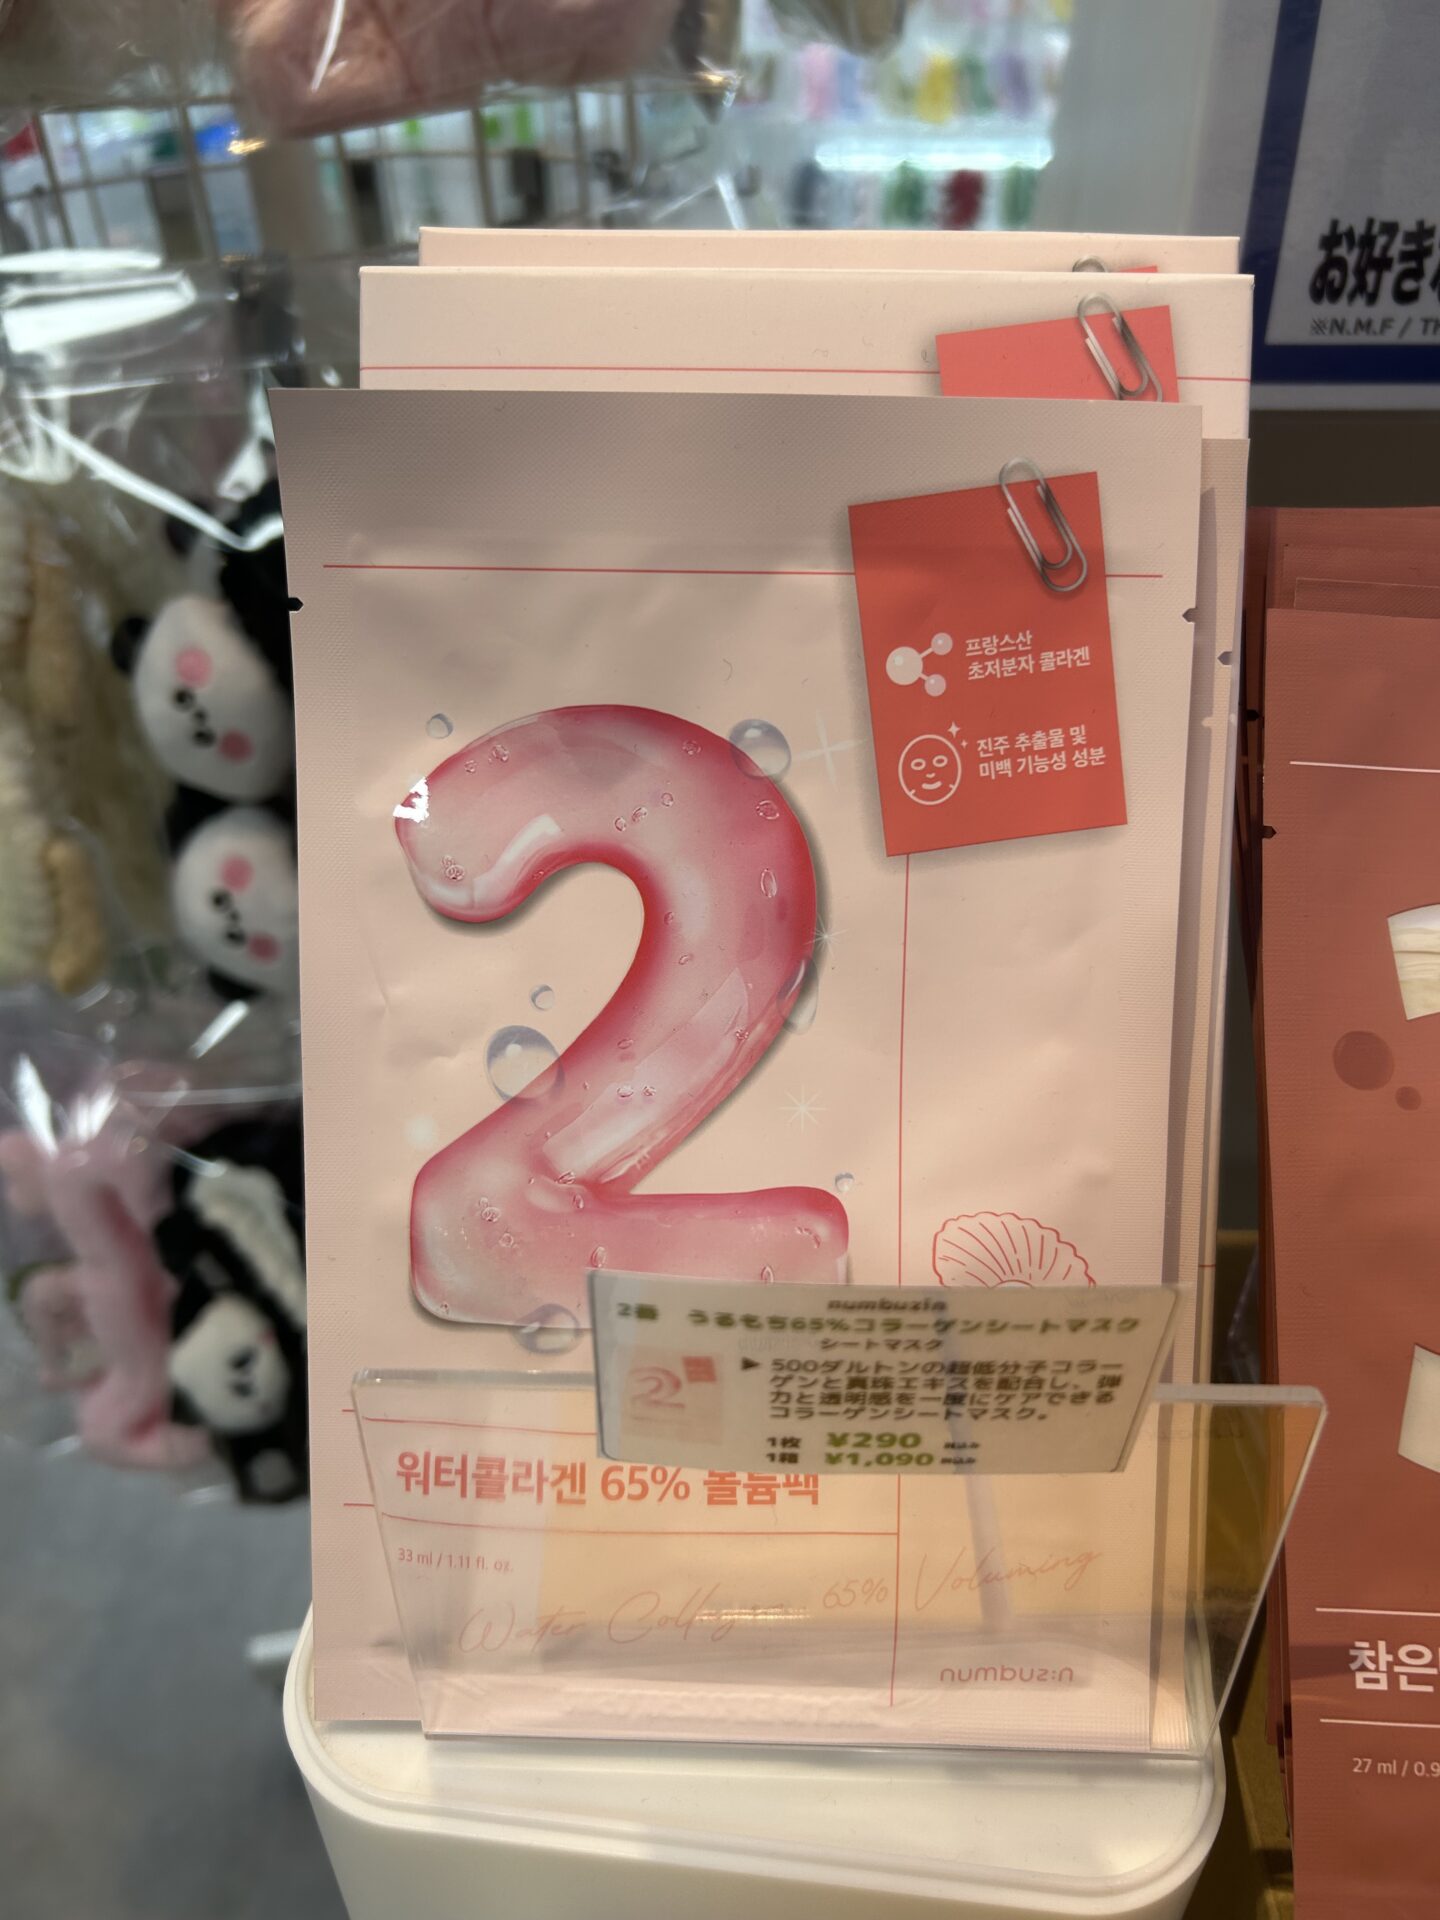 お好き
※N.M.F / T
프랑스산
초저분자 콜라겐
진주 추출물 및
미백 기능성 성분
2
numbuzin
2番 うるもち65%コラーゲンシートマスク
シートマスク
▶500ダルトンの超低分子コラー
ゲンと真珠エキスを配合し、弾
力と透明感を一度にケアできる
コラーゲンシートマスク。
1枚 ¥290 税込み
1箱 ¥1,090 税込み
워터콜라겐 65% 볼륨팩
33 ml / 1.11 fl. oz.
Water Collagen 65% Voluming
numbuz:n
참은
27 ml / 0.9